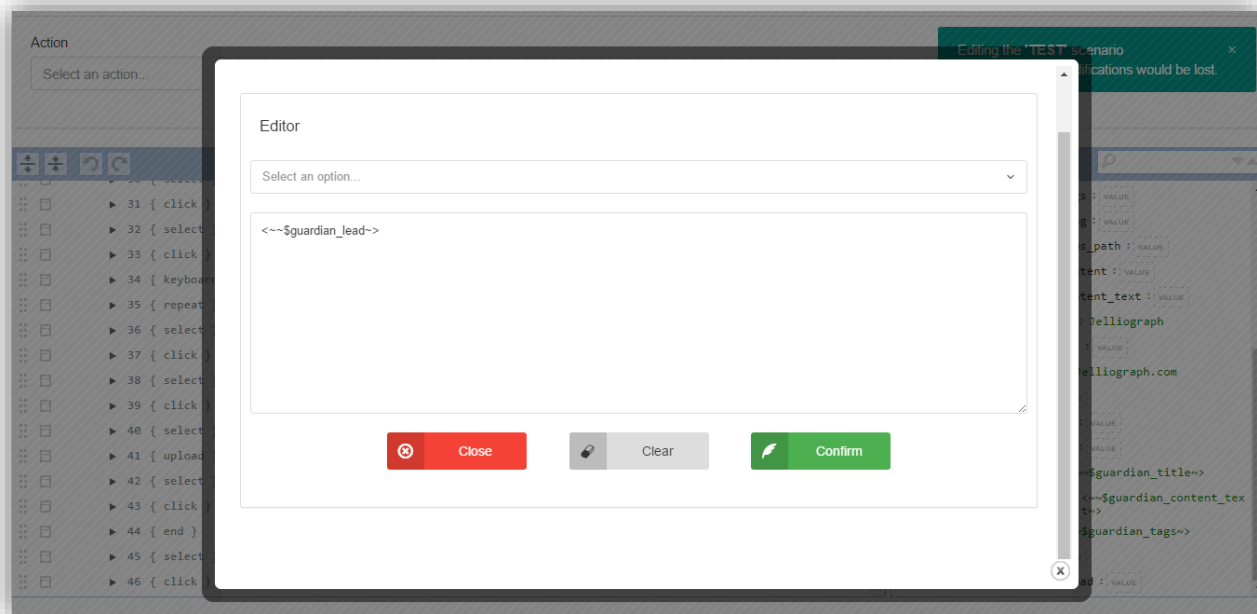 Action
Select an action...
Editing the 'TEST' scenario
×
ifications would be lost.
Editor
Select an option...
<~~$guardian_lead~>
Close
Clear
Confirm
x
31 { click }
32 { select }
33 { click }
34 { keyboard
35 { repeat
36 { select }
37 { click }
38 { select
39 { click }
40 { select
41 { upload
42 { select
43 { click }
44 { end }
45 { select
46 { click }
s : VALUE
g : VALUE
s_path : VALUE
tent : VALUE
tent_text : VALUE
: Jelliograph
: VALUE
elliograph.com
: VALUE
: VALUE
~$guardian_title~>
<~~$guardian_content_tex
t~>
$guardian_tags~>
ad : VALUE